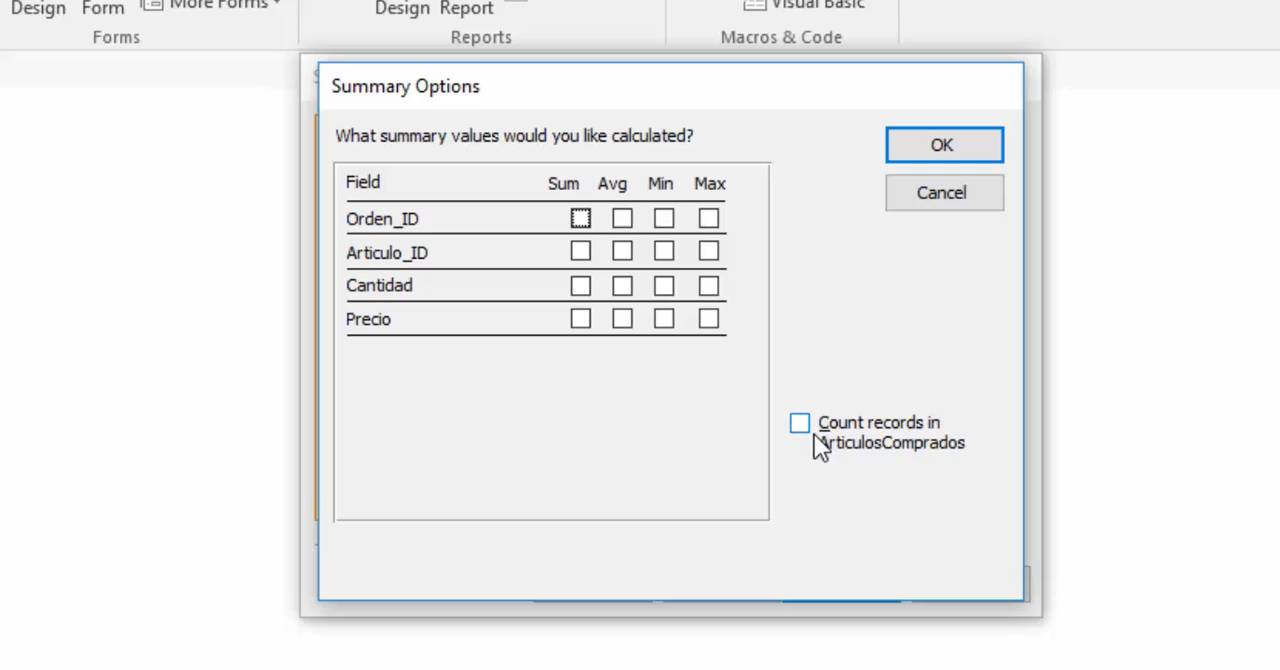 Design Form More Forms
Design Report
Visual Basic
Forms
Reports
Macros & Code
Summary Options
What summary values would you like calculated?
OK
Cancel
Field Sum Avg Min Max
Orden_ID
Articulo_ID
Cantidad
Precio
Count records in
ArticulosComprados